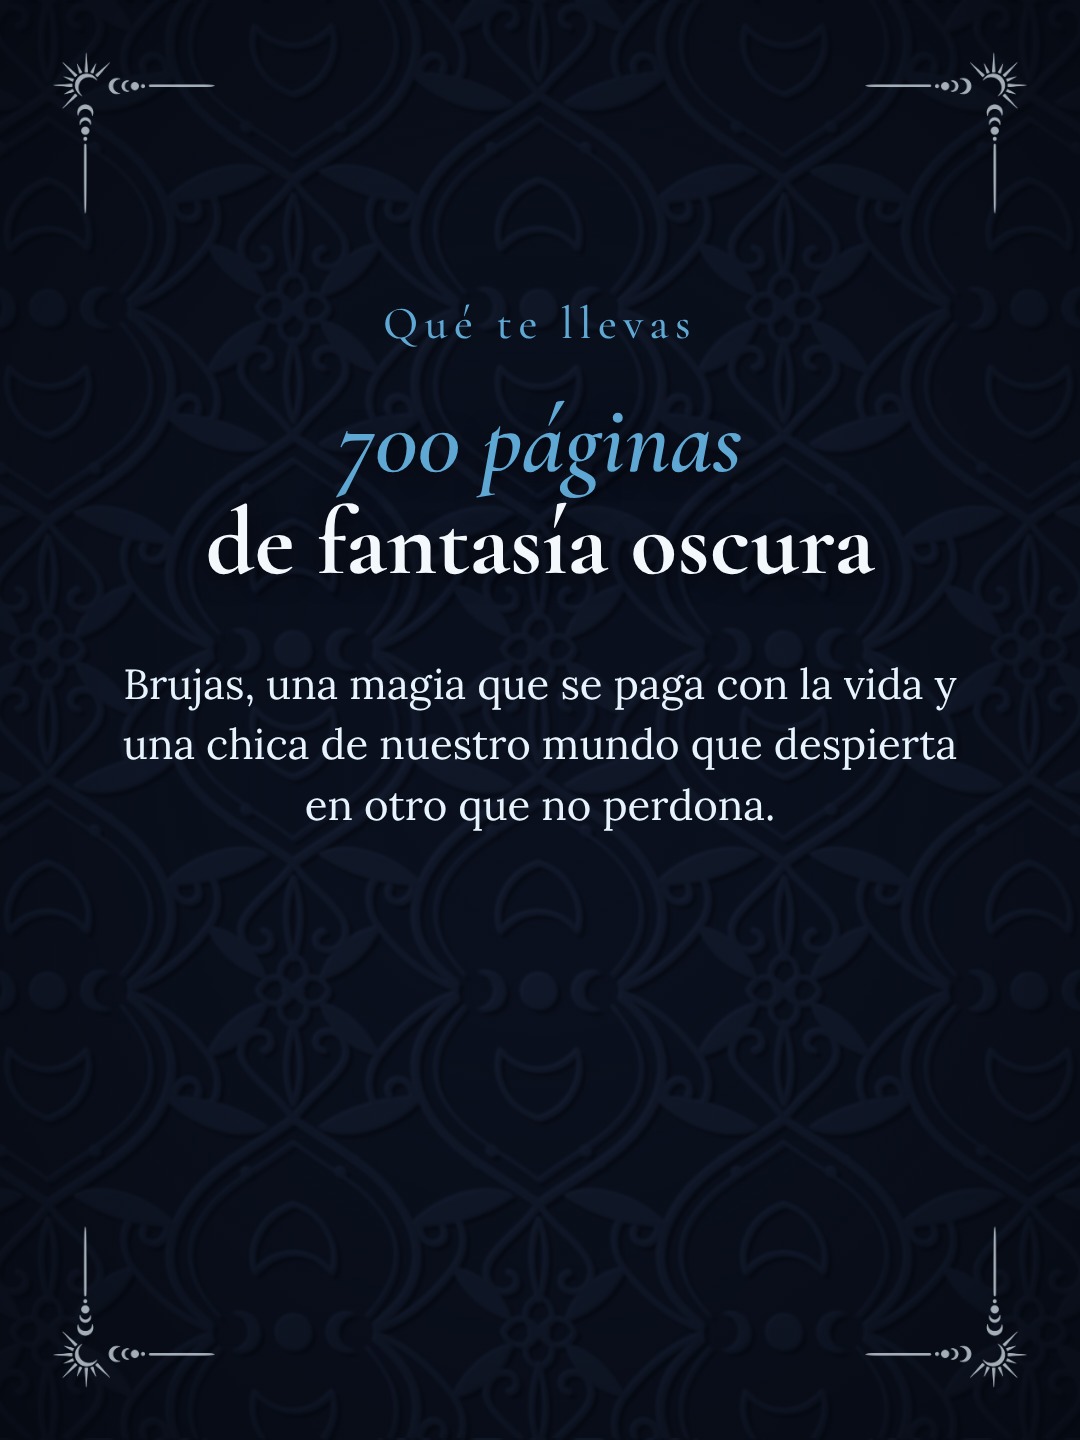 Qué te llevas
700 páginas
de fantasía oscura
Brujas, una magia que se paga con la vida y
una chica de nuestro mundo que despierta
en otro que no perdona.